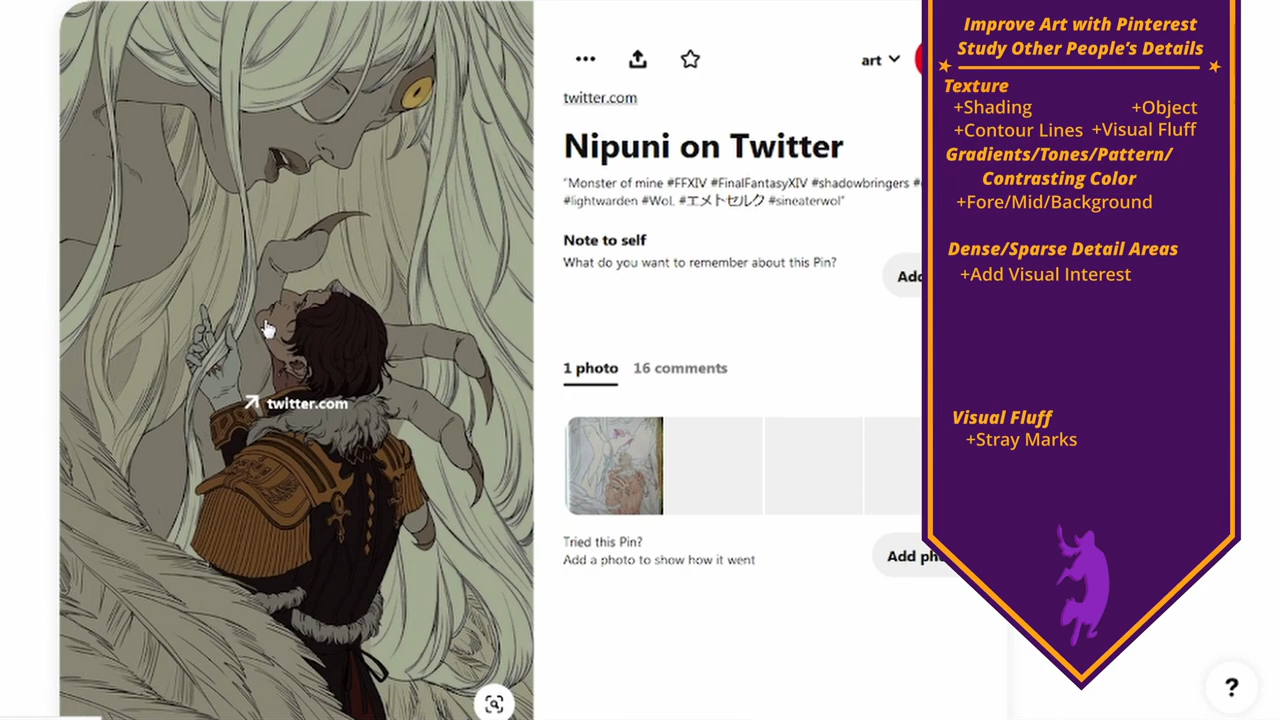 art
twitter.com
Nipuni on Twitter
"Monster of mine #FFXIV #FinalFantasyXIV #shadowbringers
#lightwarden #WoL #エメトセルク #sineaterwol"
Note to self
What do you want to remember about this Pin?
Add
1 photo 16 comments
twitter.com
Tried this Pin?
Add a photo to show how it went
Add pho
?
Improve Art with Pinterest
Study Other People's Details
Texture
+Shading +Object
+Contour Lines +Visual Fluff
Gradients/Tones/Pattern/
Contrasting Color
+Fore/Mid/Background
Dense/Sparse Detail Areas
+Add Visual Interest
Visual Fluff
+Stray Marks